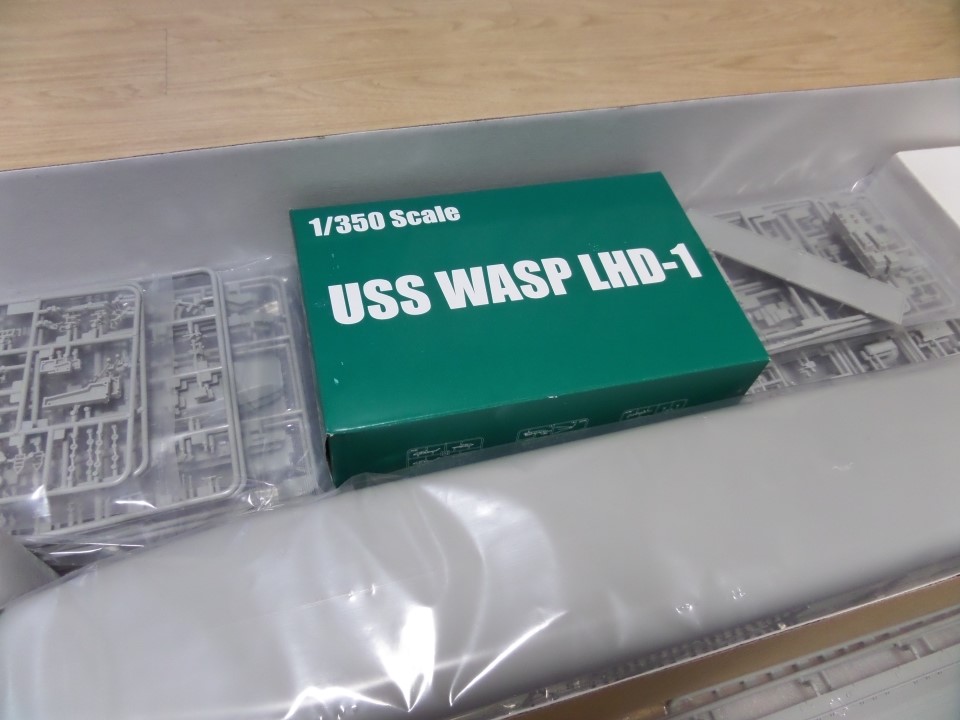 1/350 Scale
USS WASP LHD-1